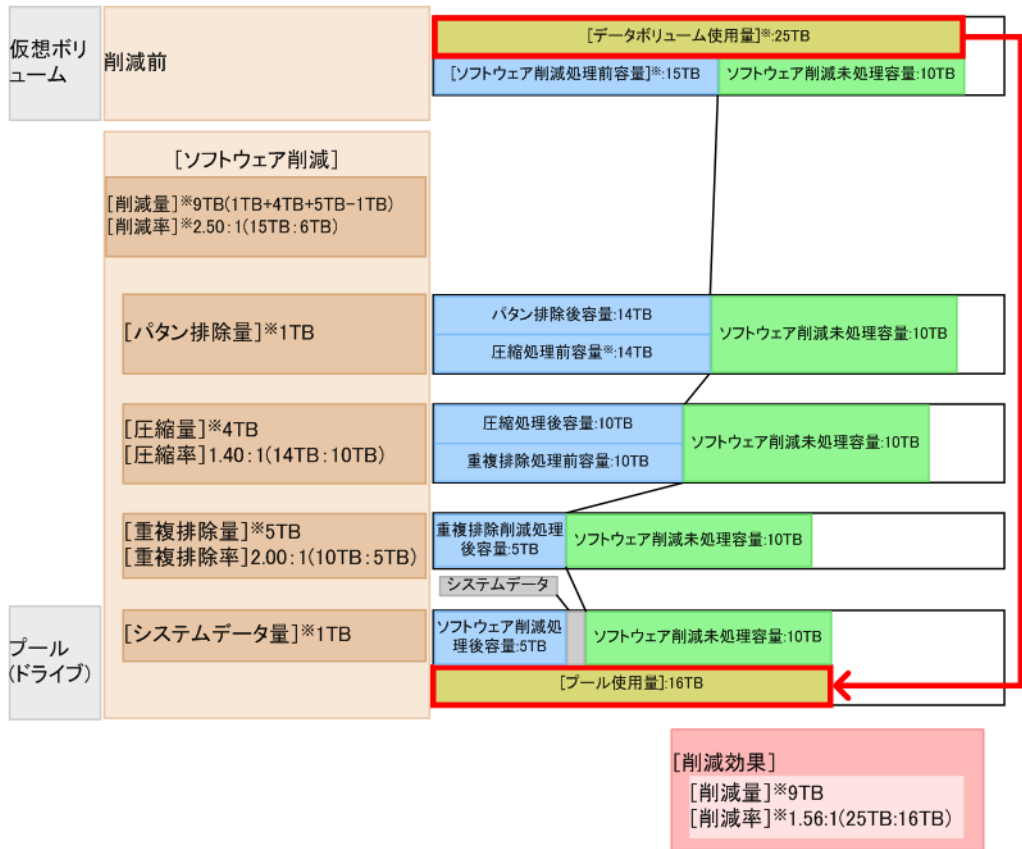 仮想ボリ
ューム
削減前
[データボリューム使用量]※:25TB
[ソフトウェア削減処理前容量]※:15TB
ソフトウェア削減未処理容量:10TB
[ソフトウェア削減]
[削減量]※9TB(1TB+4TB+5TB-1TB)
[削減率]※2.50:1(15TB:6TB)
[パタン排除量]※1TB
パタン排除後容量:14TB
圧縮処理前容量※:14TB
ソフトウェア削減未処理容量:10TB
[圧縮量]※4TB
[圧縮率]1.40:1(14TB:10TB)
圧縮処理後容量:10TB
重複排除処理前容量:10TB
ソフトウェア削減未処理容量:10TB
[重複排除量]※5TB
[重複排除率]2.00:1(10TB:5TB)
重複排除削減処理
後容量:5TB
ソフトウェア削減未処理容量:10TB
システムデータ
プール
(ドライブ)
[システムデータ量]※1TB
ソフトウェア削減処
理後容量:5TB
ソフトウェア削減未処理容量:10TB
[プール使用量]:16TB
[削減効果]
[削減量]※9TB
[削減率]※1.56:1(25TB:16TB)